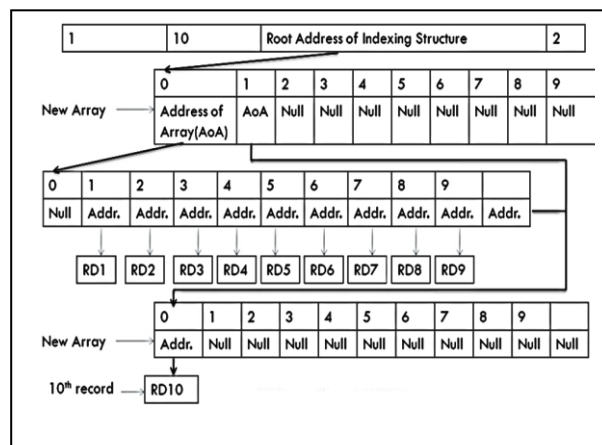 1 10 Root Address of Indexing Structure 2
0 1 2 3 4 5 6 7 8 9
New Array Address of Array(AoA) AoA Null Null Null Null Null Null Null Null
0 1 2 3 4 5 6 7 8 9
Null Addr. Addr. Addr. Addr. Addr. Addr. Addr. Addr. Addr. Addr.
RD1 RD2 RD3 RD4 RD5 RD6 RD7 RD8 RD9
0 1 2 3 4 5 6 7 8 9
New Array Addr. Null Null Null Null Null Null Null Null Null Null
10th record RD10